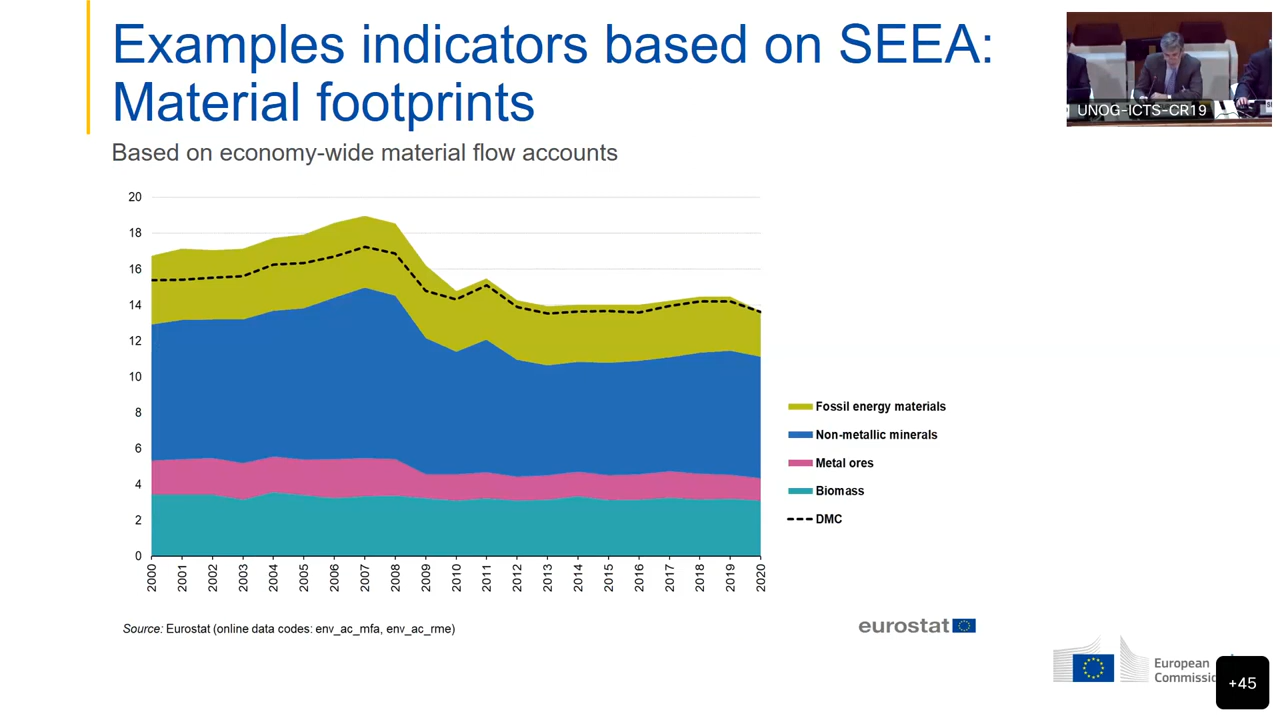 Examples indicators based on SEEA:
Material footprints
UNOG-ICTS-CR19
Based on economy-wide material flow accounts
20
18
16
14
12
10
8
6
4
2
0
2000
2001
2002
2003
2004
2005
2006
2007
2008
2009
2010
2011
2012
2013
2014
2015
2016
2017
2018
2019
2020
Fossil energy materials
Non-metallic minerals
Metal ores
Biomass
DMC
Source: Eurostat (online data codes: env_ac_mfa, env_ac_rme)
eurostat
European
+45